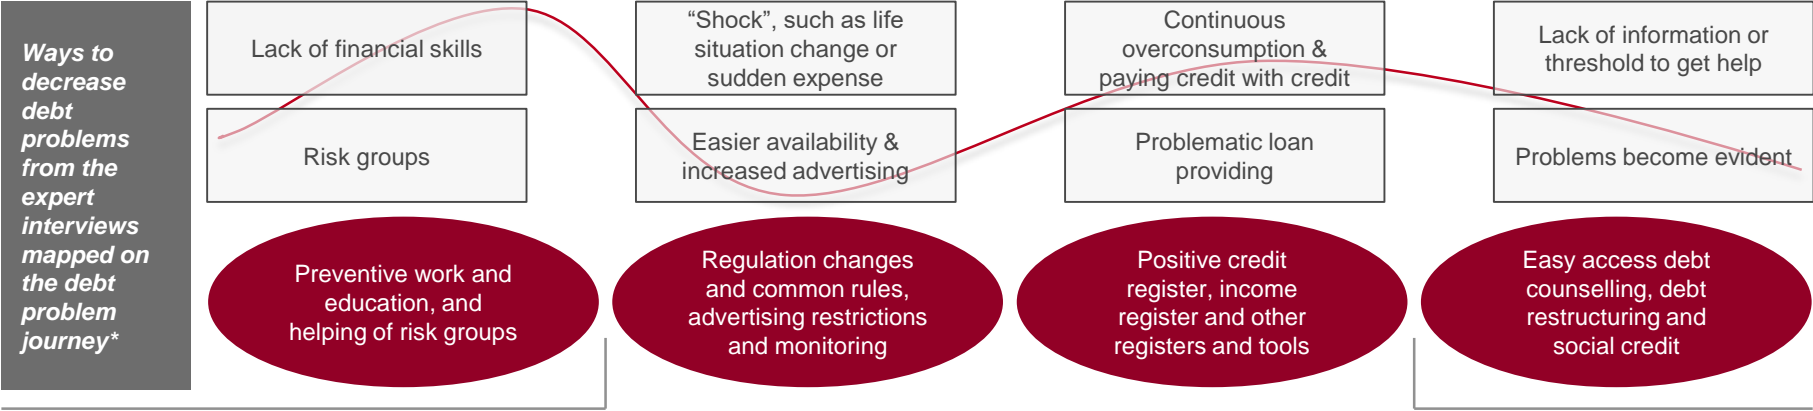 Ways to
decrease
debt
problems
from the
expert
interviews
mapped on
the debt
problem
journey*
Lack of financial skills
Risk groups
“Shock”, such as life
situation change or
sudden expense
Easier availability &
increased advertising
Continuous
overconsumption &
paying credit with credit
Problematic loan
providing
Lack of information or
threshold to get help
Problems become evident
Preventive work and
education, and
helping of risk groups
Regulation changes
and common rules,
advertising restrictions
and monitoring
Positive credit
register, income
register and other
registers and tools
Easy access debt
counselling, debt
restructuring and
social credit